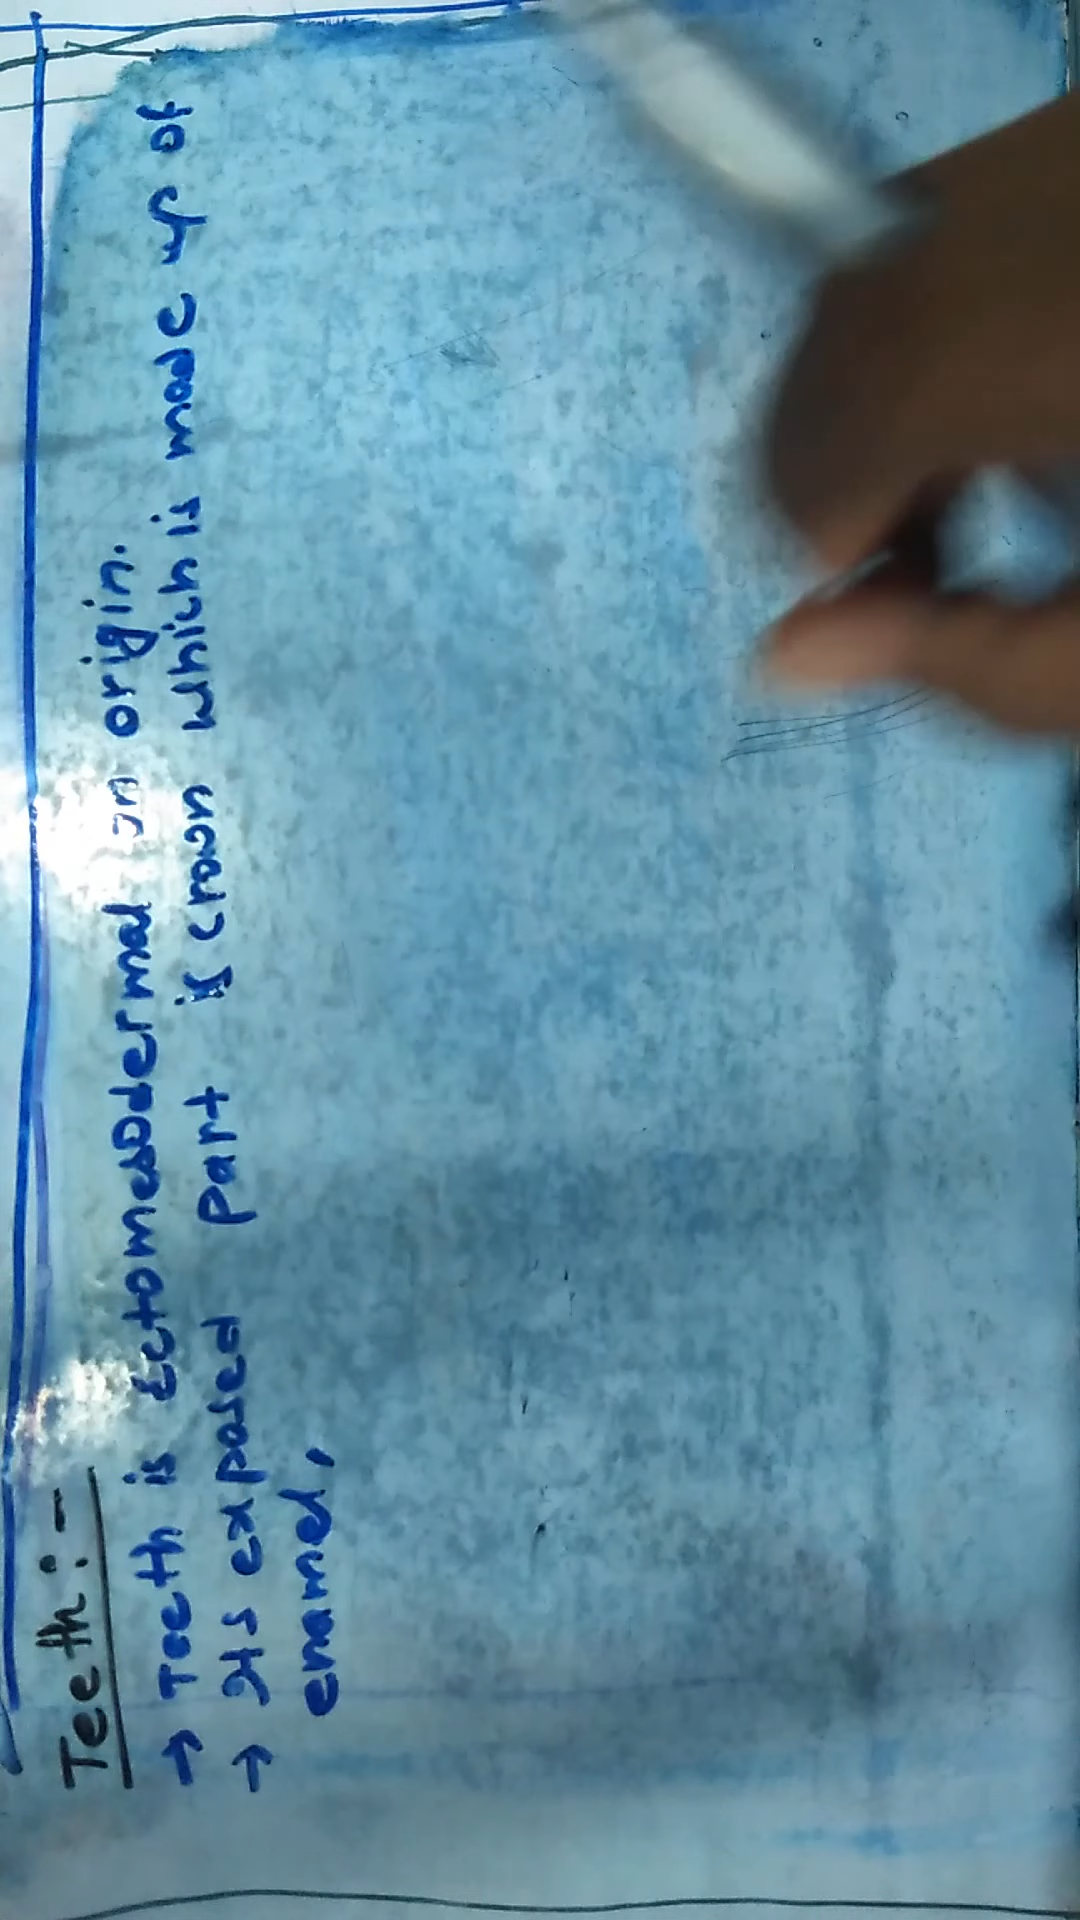 Teeth :-
→ Teeth is Ectomesodermal in origin.
→ Its exposed part is crown which is made up of
enamel,